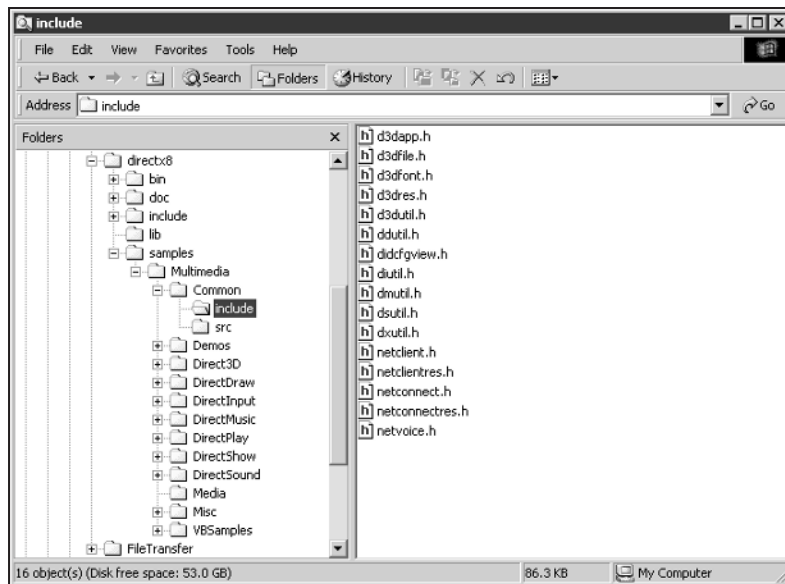 include
File Edit View Favorites Tools Help
Back Search Folders History
Address include Go
Folders
directx8
bin
doc
include
lib
samples
Multimedia
Common
include
src
Demos
Direct3D
DirectDraw
DirectInput
DirectMusic
DirectPlay
DirectShow
DirectSound
Media
Misc
VBSamples
FileTransfer
d3dapp.h
d3dfile.h
d3dfont.h
d3dres.h
d3dutil.h
ddutil.h
didcfgview.h
diutil.h
dmutil.h
dsutil.h
dxutil.h
netclient.h
netclientres.h
netconnect.h
netconnectres.h
netvoice.h
16 object(s) (Disk free space: 53.0 GB) 86.3 KB My Computer